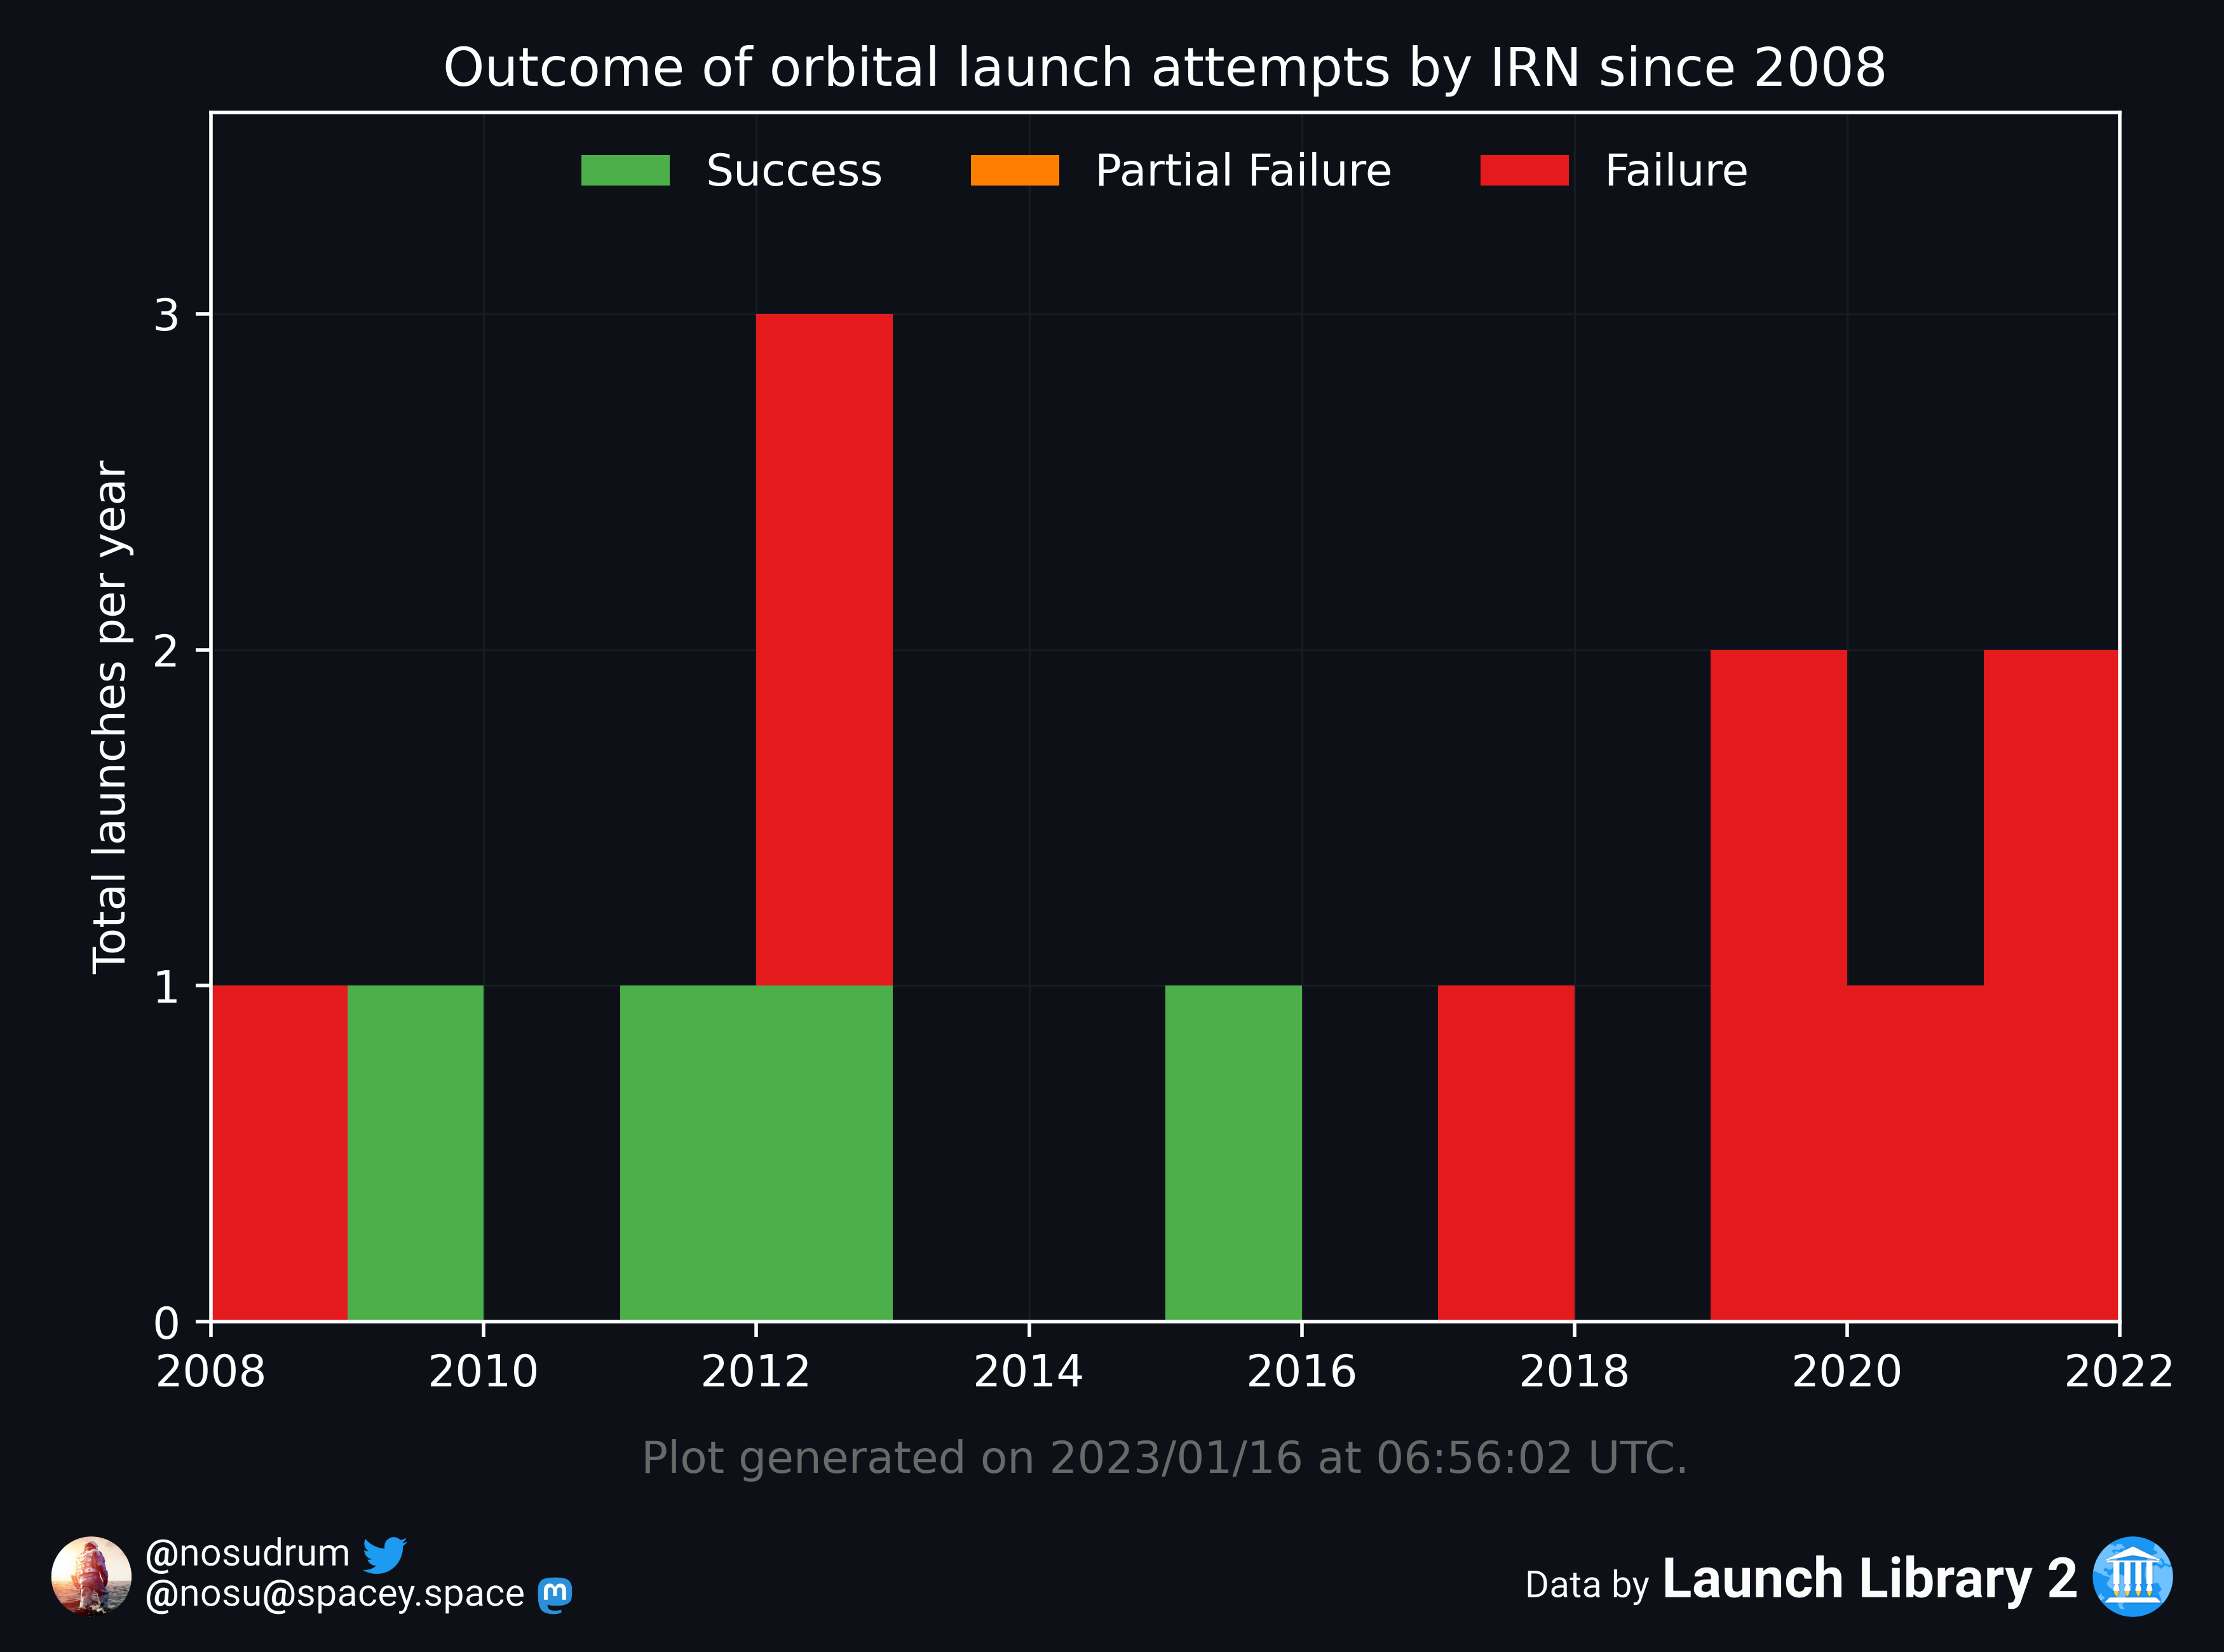 Outcome of orbital launch attempts by IRN since 2008
Success Partial Failure Failure
Total launches per year
3
2
1
0
2008 2010 2012 2014 2016 2018 2020 2022
Plot generated on 2023/01/16 at 06:56:02 UTC.
@nosudrum
@nosu@spacey.space
Data by Launch Library 2